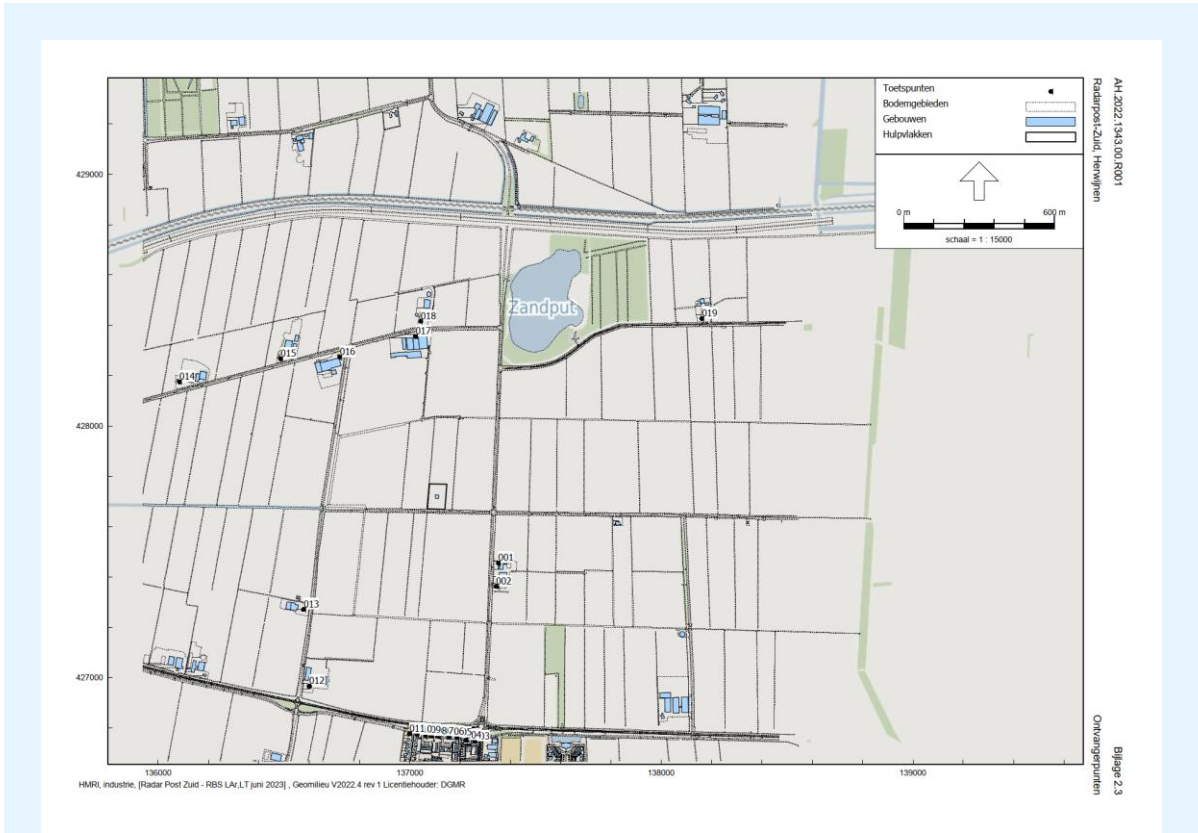 Toetspunten
Bodemgebieden
Gebouwen
Hulpvlakken
0 m 600 m
schaal = 1 : 15000
AH.2022.1343.00.R001
Radarpost-Zuid, Herwijnen
429000
428000
427000
Zandput
018
019
017
016
015
014
001
002
013
012
011
136000 137000 138000 139000
HMRI, industrie, [Radar Post Zuid - RBS LAr,LT juni 2023] , Geomilieu V2022.4 rev 1 Licentiehouder: DGMR
Bijlage 2.3
Ontvangerpunten